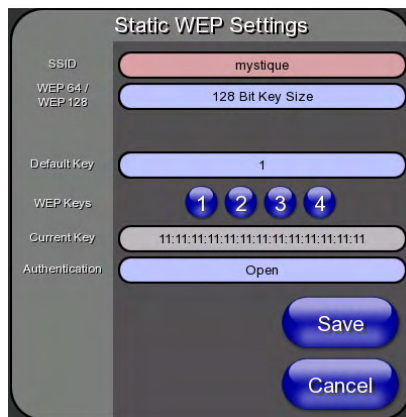 Static WEP Settings
SSID
mystique
WEP 64 /
WEP 128
128 Bit Key Size
Default Key
1
WEP Keys
1 2 3 4
Current Key
11:11:11:11:11:11:11:11:11:11:11:11:11
Authentication
Open
Save
Cancel